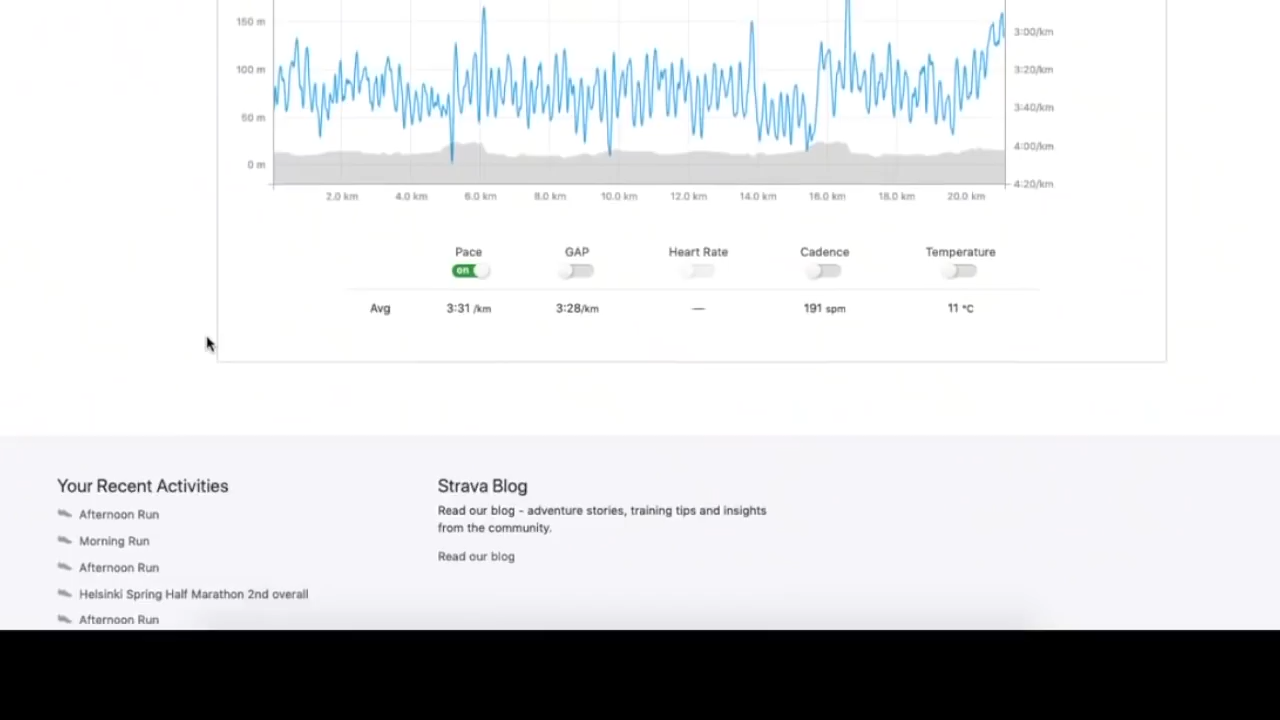 150 m
100 m
50 m
0 m
3:00/km
3:20/km
3:40/km
4:00/km
4:20/km
2.0 km 4.0 km 6.0 km 8.0 km 10.0 km 12.0 km 14.0 km 16.0 km 18.0 km 20.0 km
Pace GAP Heart Rate Cadence Temperature
on
Avg 3:31 /km 3:28/km — 191 spm 11 °C
Your Recent Activities
Afternoon Run
Morning Run
Afternoon Run
Helsinki Spring Half Marathon 2nd overall
Afternoon Run
Strava Blog
Read our blog - adventure stories, training tips and insights
from the community.
Read our blog